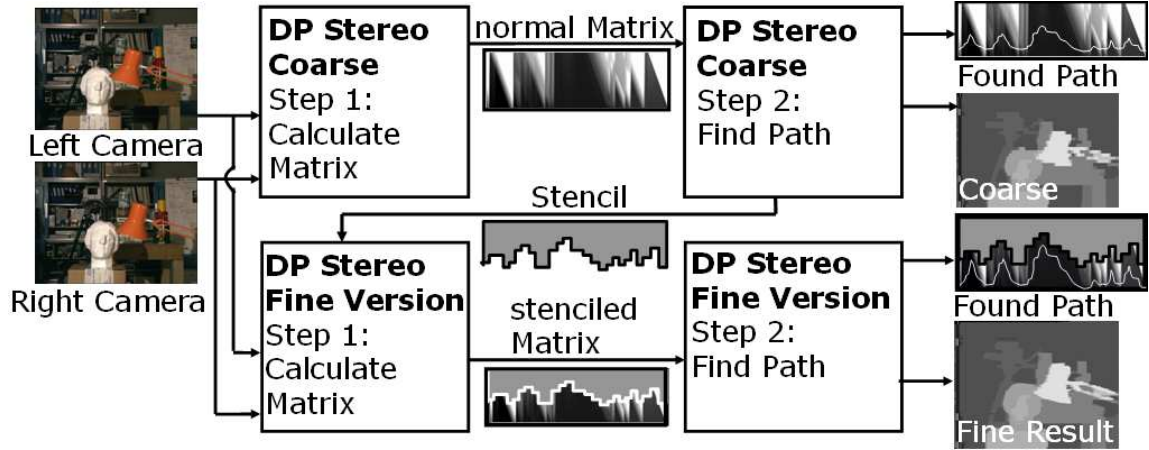 Left Camera
Right Camera
DP Stereo
Coarse
Step 1:
Calculate
Matrix
normal Matrix
DP Stereo
Coarse
Step 2:
Find Path
Found Path
Coarse
Stencil
DP Stereo
Fine Version
Step 1:
Calculate
Matrix
stenciled
Matrix
DP Stereo
Fine Version
Step 2:
Find Path
Found Path
Fine Result